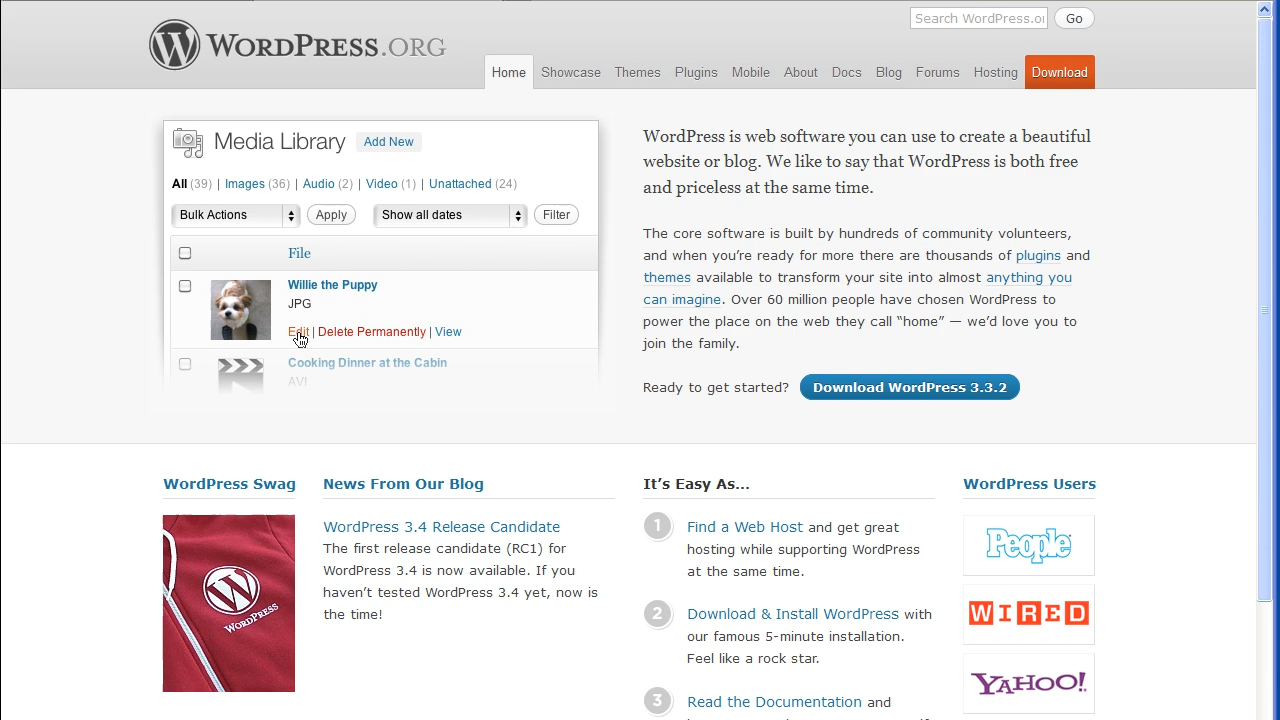 WORDPRESS.ORG
Search WordPress.or
Go
Home
Showcase
Themes
Plugins
Mobile
About
Docs
Blog
Forums
Hosting
Download
Media Library
Add New
All (39) | Images (36) | Audio (2) | Video (1) | Unattached (24)
Bulk Actions
Apply
Show all dates
Filter
File
Willie the Puppy
JPG
Edit | Delete Permanently | View
Cooking Dinner at the Cabin
AVI
WordPress is web software you can use to create a beautiful
website or blog. We like to say that WordPress is both free
and priceless at the same time.
The core software is built by hundreds of community volunteers,
and when you’re ready for more there are thousands of plugins and
themes available to transform your site into almost anything you
can imagine. Over 60 million people have chosen WordPress to
power the place on the web they call “home” — we’d love you to
join the family.
Ready to get started?
Download WordPress 3.3.2
WordPress Swag
WORDPRESS
News From Our Blog
WordPress 3.4 Release Candidate
The first release candidate (RC1) for
WordPress 3.4 is now available. If you
haven’t tested WordPress 3.4 yet, now is
the time!
It’s Easy As...
1
Find a Web Host and get great
hosting while supporting WordPress
at the same time.
2
Download & Install WordPress with
our famous 5-minute installation.
Feel like a rock star.
3
Read the Documentation and
WordPress Users
People
WIRED
YAHOO!